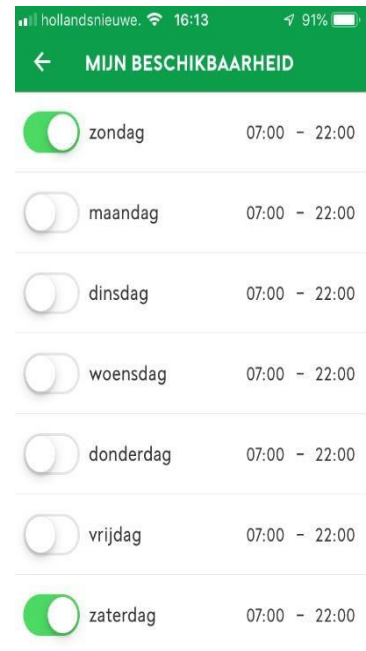 hollandsnieuwe. 16:13 91%
MIJN BESCHIKBAARHEID
zondag 07:00 – 22:00
maandag 07:00 – 22:00
dinsdag 07:00 – 22:00
woensdag 07:00 – 22:00
donderdag 07:00 – 22:00
vrijdag 07:00 – 22:00
zaterdag 07:00 – 22:00